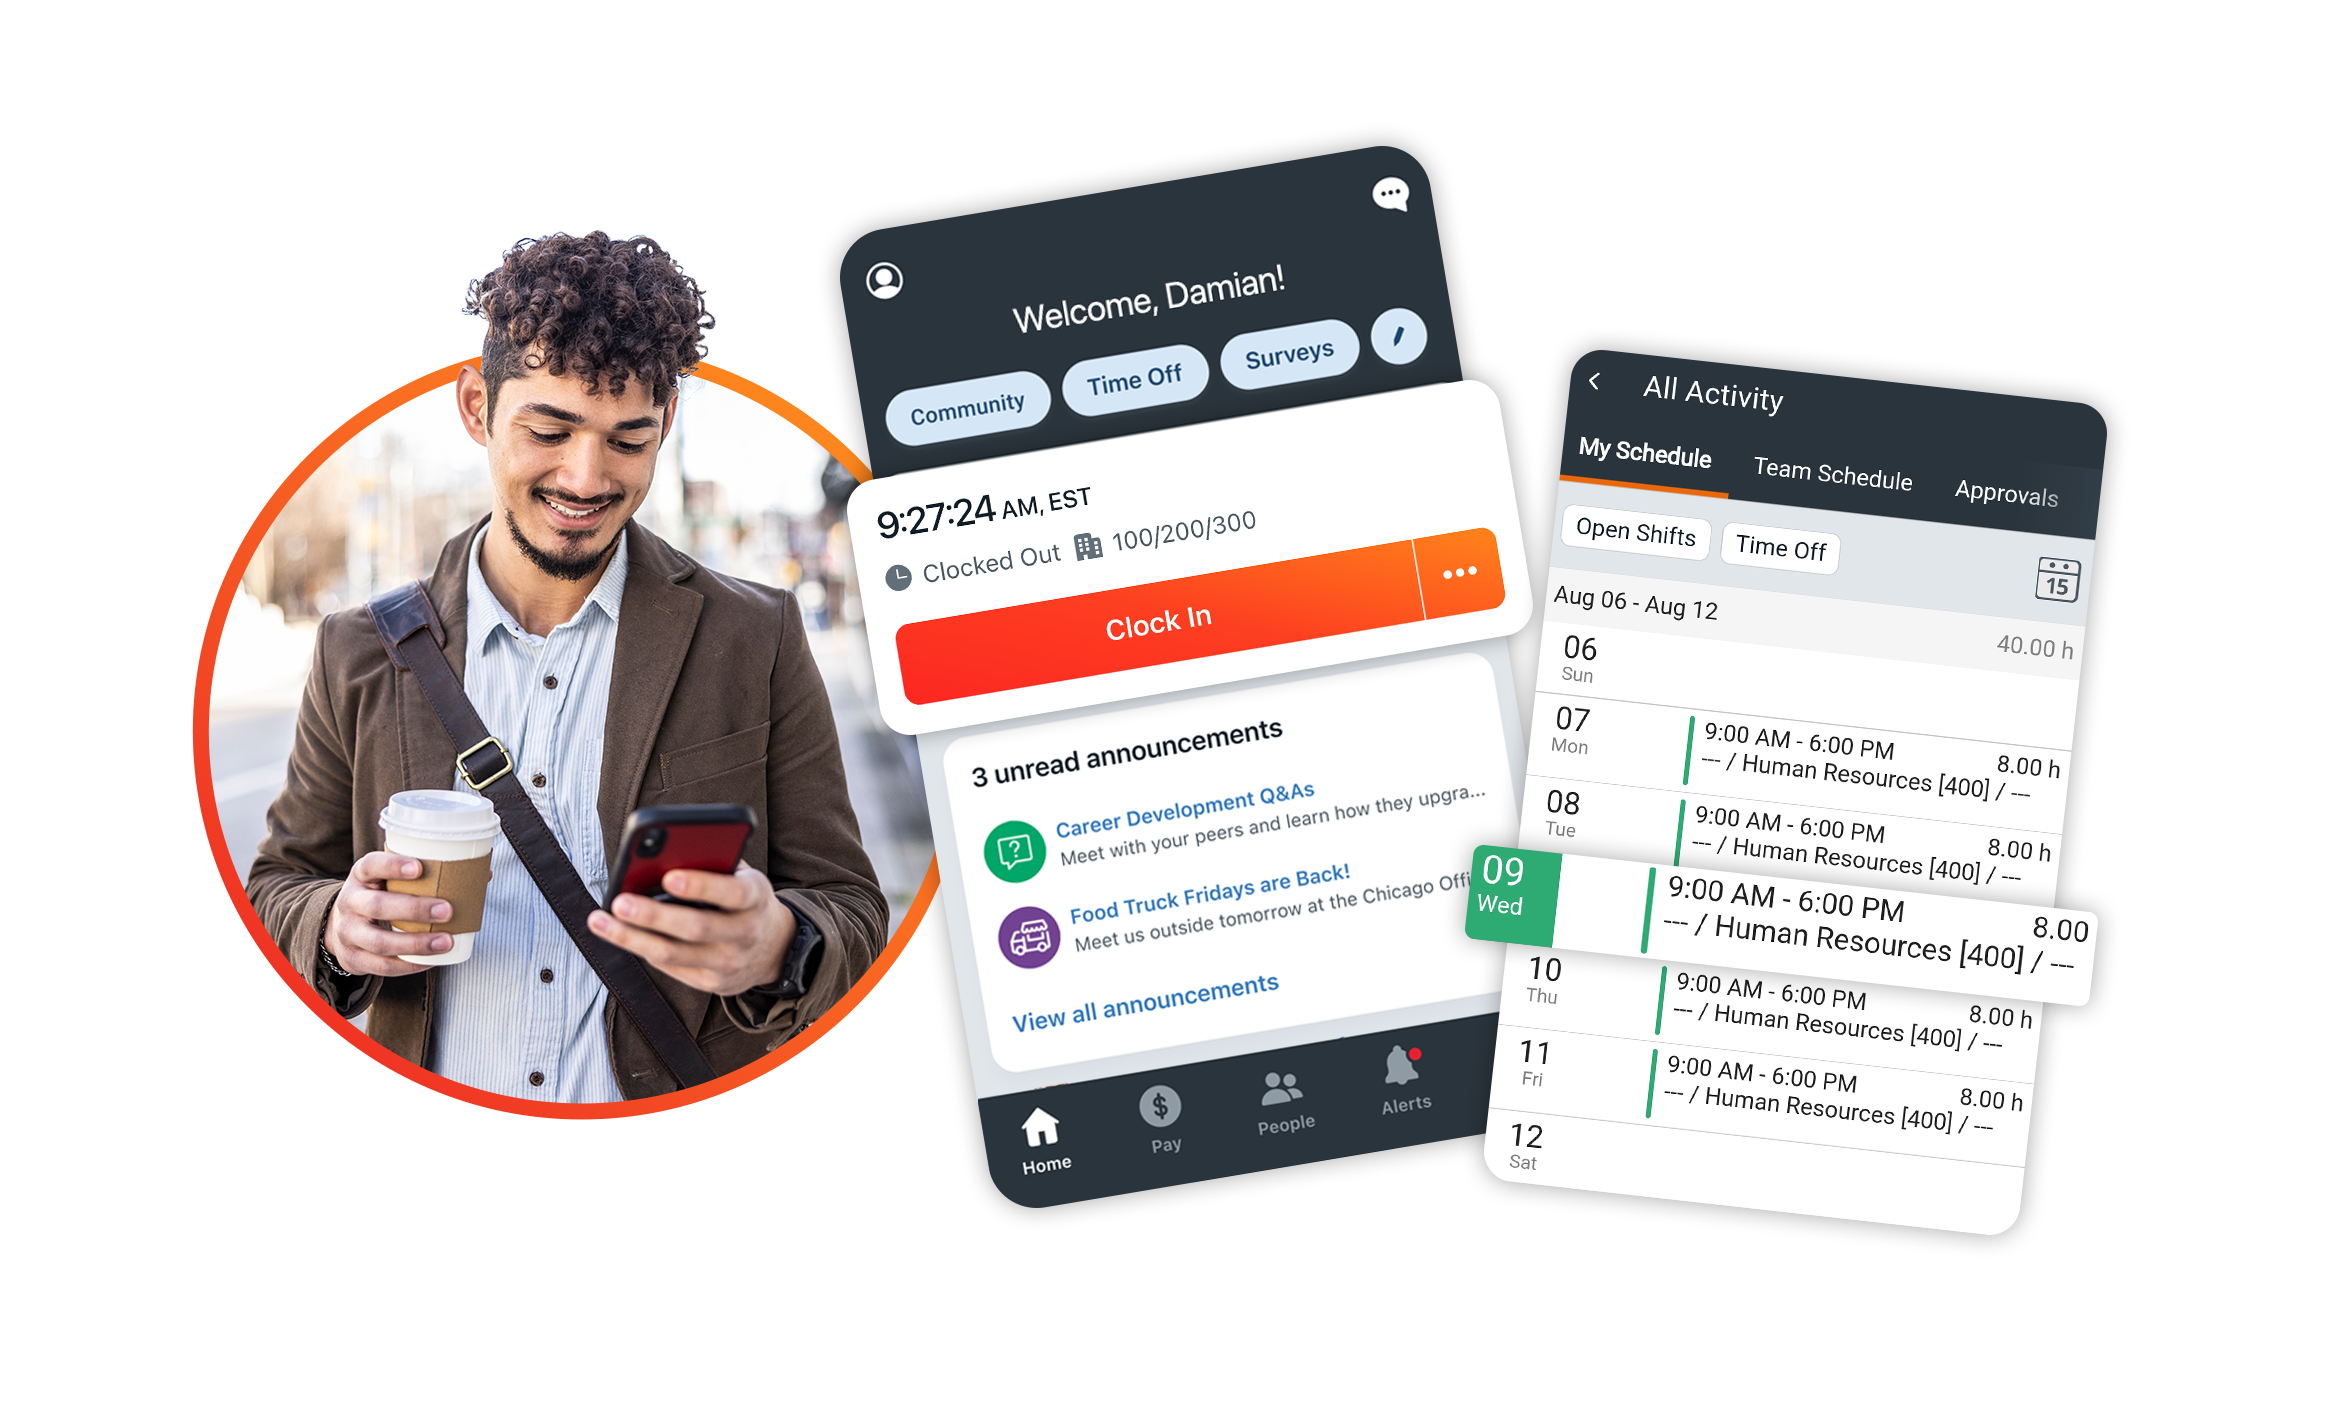 Welcome, Damian!
Community
Time Off
Surveys
9:27:24 AM, EST
Clocked Out 100/200/300
Clock In
3 unread announcements
Career Development Q&As
Meet with your peers and learn how they upgra...
Food Truck Fridays are Back!
Meet us outside tomorrow at the Chicago Offi
View all announcements
Home
Pay
People
Alerts
All Activity
My Schedule
Team Schedule
Approvals
Open Shifts
Time Off
15
Aug 06 - Aug 12
40.00 h
06
Sun
07
Mon
9:00 AM - 6:00 PM
8.00 h
--- / Human Resources [400] / ---
08
Tue
9:00 AM - 6:00 PM
8.00 h
--- / Human Resources [400] / ---
09
Wed
9:00 AM - 6:00 PM
8.00
--- / Human Resources [400] / ---
10
Thu
9:00 AM - 6:00 PM
8.00 h
--- / Human Resources [400] / ---
11
Fri
9:00 AM - 6:00 PM
8.00 h
--- / Human Resources [400] / ---
12
Sat